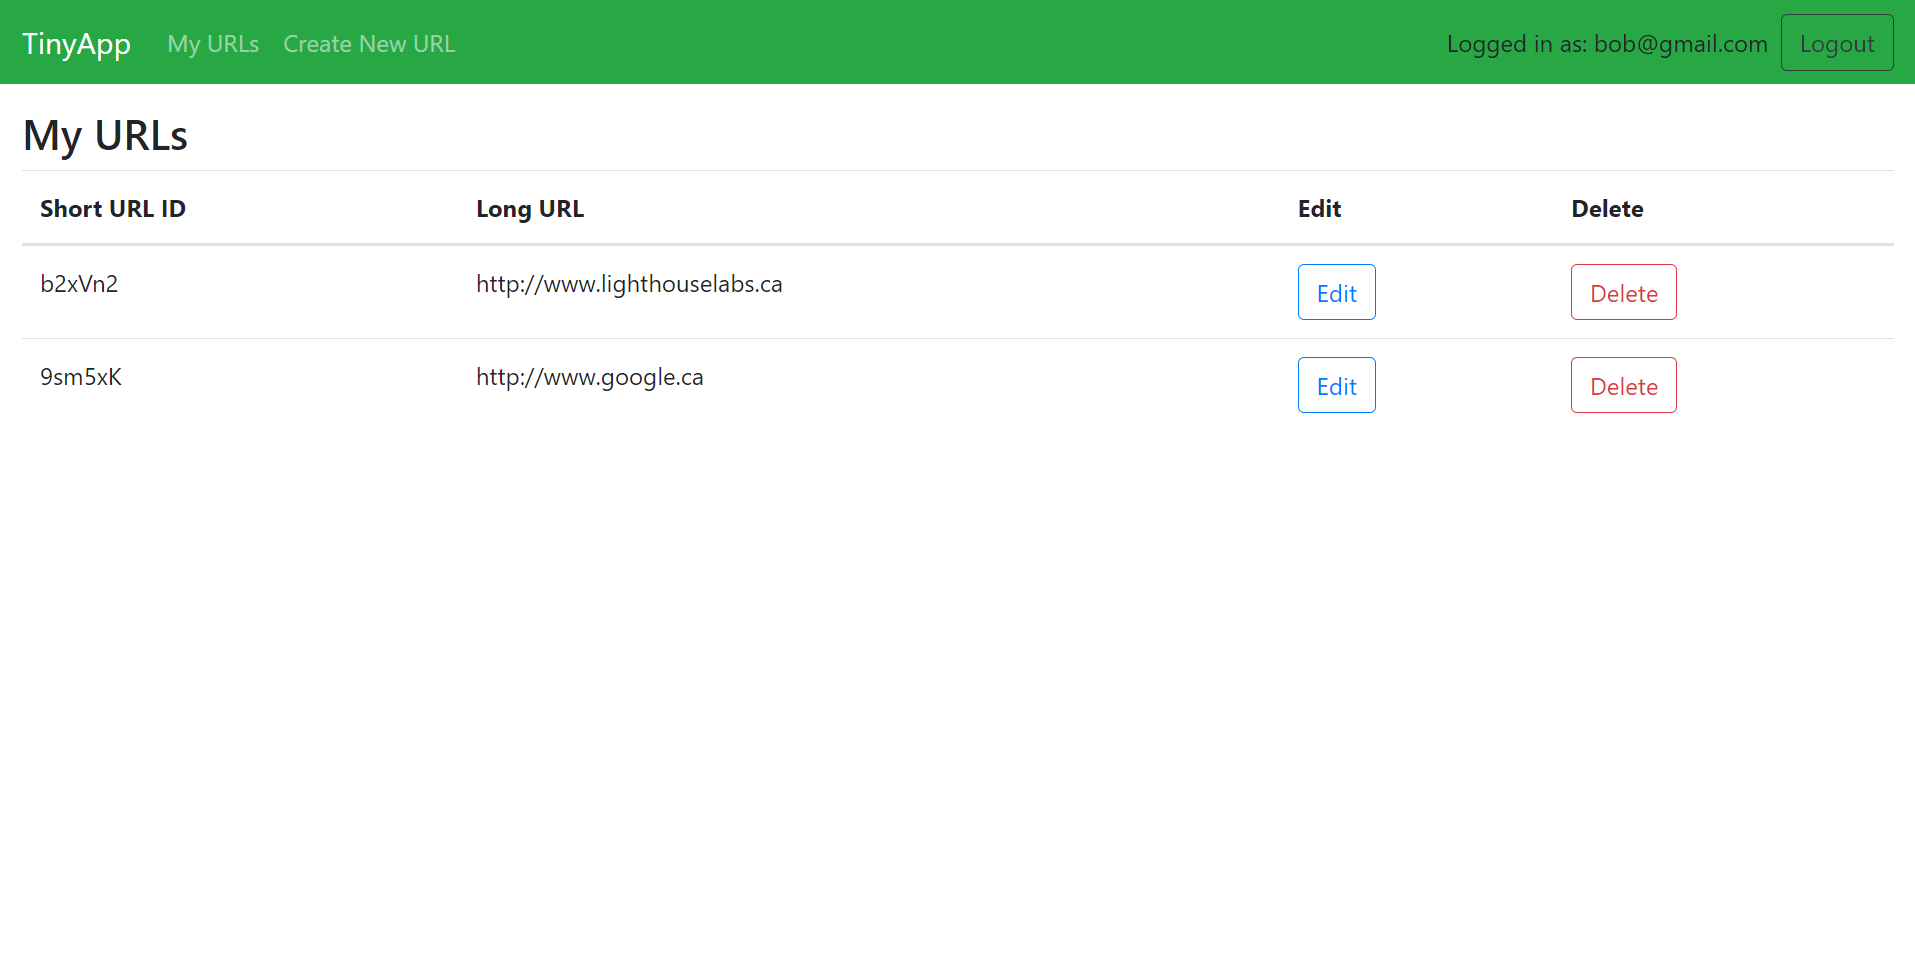 TinyApp My URLs Create New URL Logged in as: bob@gmail.com Logout
My URLs
Short URL ID Long URL Edit Delete
b2xVn2 http://www.lighthouselabs.ca Edit Delete
9sm5xK http://www.google.ca Edit Delete